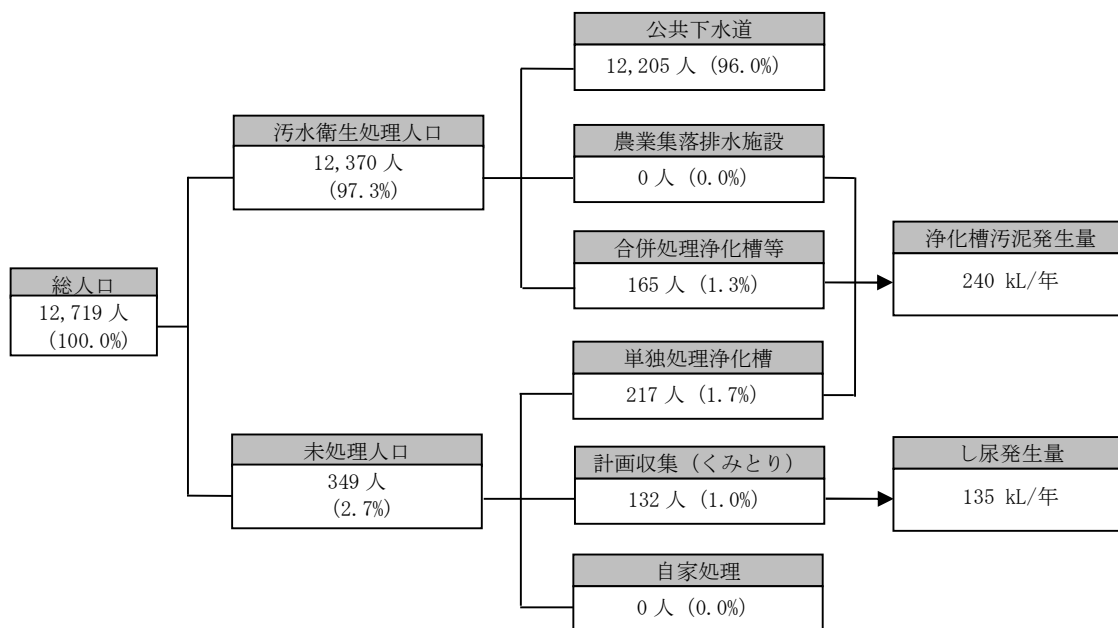 総人口
12,719 人
(100.0%)
汚水衛生処理人口
12,370 人
(97.3%)
未処理人口
349 人
(2.7%)
公共下水道
12,205 人 (96.0%)
農業集落排水施設
0 人 (0.0%)
合併処理浄化槽等
165 人 (1.3%)
単独処理浄化槽
217 人 (1.7%)
計画収集（くみとり）
132 人 (1.0%)
自家処理
0 人 (0.0%)
浄化槽汚泥発生量
240 kL/年
し尿発生量
135 kL/年